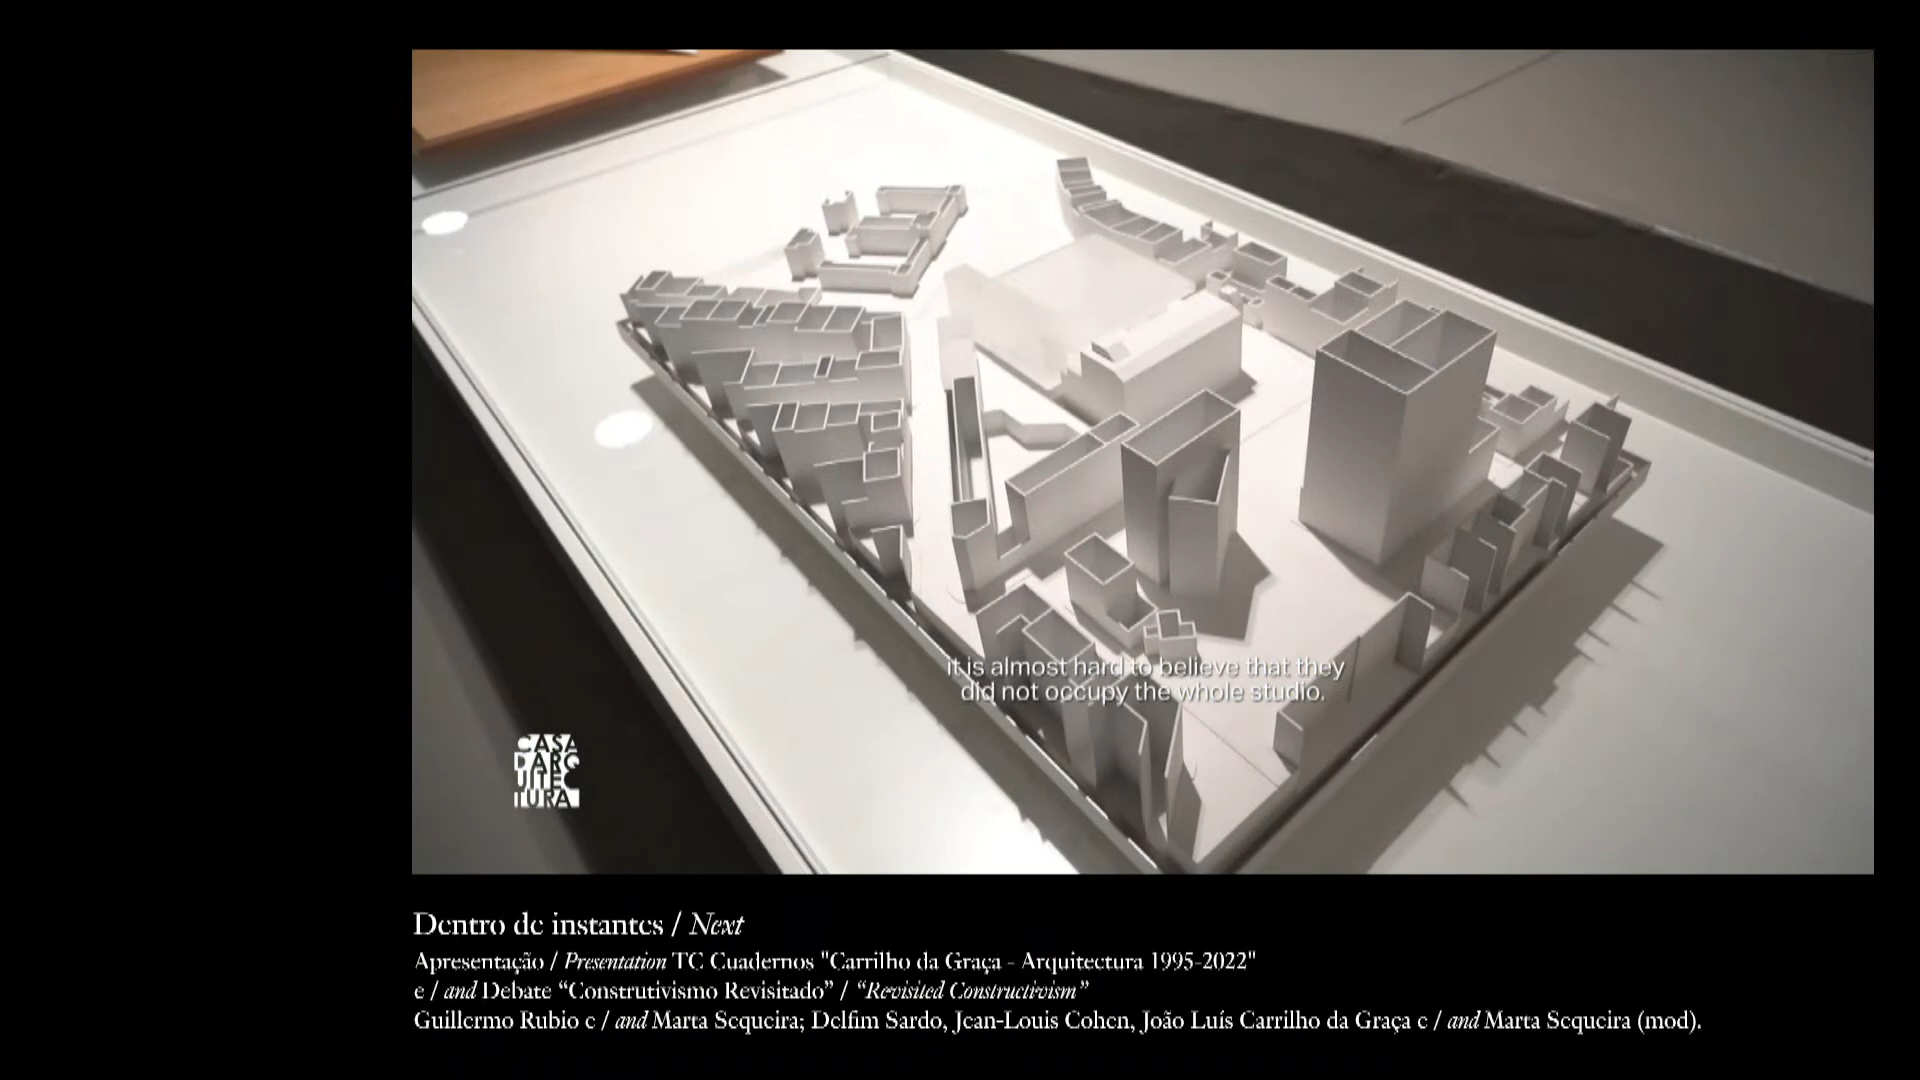 it is almost hard to believe that they
did not occupy the whole studio.
CASA
DARQ
UITEC
TURA
Dentro de instantes / Next
Apresentação / Presentation TC Cuadernos "Carrilho da Graça - Arquitectura 1995-2022"
e / and Debate “Construtivismo Revisitado” / “Revisited Constructivism”
Guillermo Rubio e / and Marta Sequeira; Delfim Sardo, Jean-Louis Cohen, João Luís Carrilho da Graça e / and Marta Sequeira (mod).